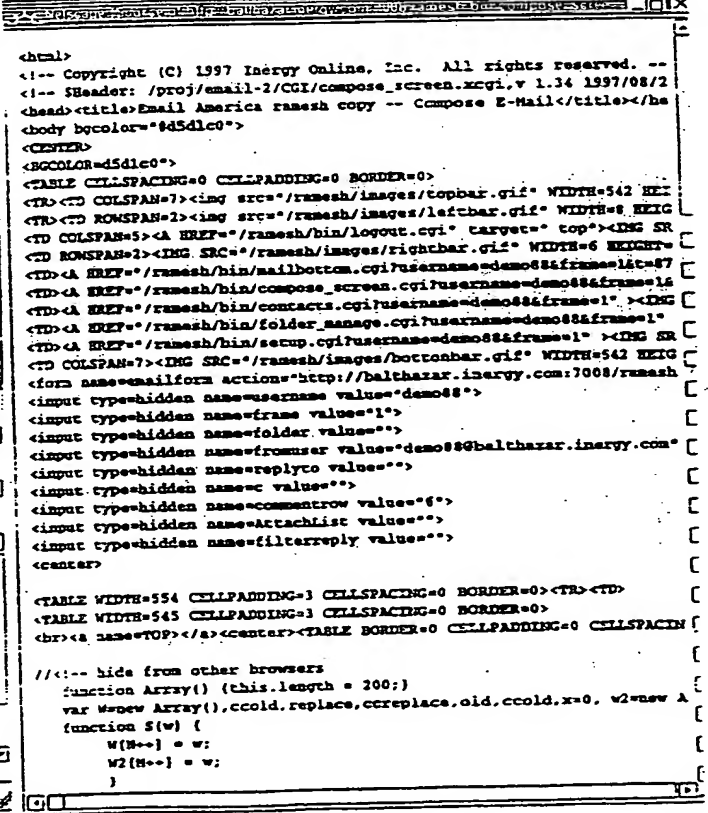 <html>
<!-- Copyright (C) 1997 Inergy Online, Inc. All rights reserved. --
<!-- $Header: /proj/email-2/CGI/compose_screen.xcgi,v 1.34 1997/08/2
<head><title>Email America ramesh copy -- Compose E-Mail</title></he
<body bgcolor="#d5d1c0">
<CENTER>
<BGCOLOR=d5d1c0">
<TABLE CELLSPACING=0 CELLPADDING=0 BORDER=0>
<TR><TD COLSPAN=7><img src="/ramesh/images/topbar.gif" WIDTH=542 HEI
<TR><TD ROWSPAN=2><img src="/ramesh/images/leftbar.gif" WIDTH=8 HEIG
<TD COLSPAN=5><A HREF="/ramesh/bin/logout.cgi" target="_top"><IMG SR
<TD ROWSPAN=2><IMG SRC="/ramesh/images/rightbar.gif" WIDTH=6 HEIGHT=
<TD><A HREF="/ramesh/bin/mailbottom.cgi?username=demo88&frame=1&t=87
<TD><A HREF="/ramesh/bin/compose_screen.cgi?username=demo88&frame=1&
<TD><A HREF="/ramesh/bin/contacts.cgi?username=demo88&frame=1" ><IMG
<TD><A HREF="/ramesh/bin/folder_manage.cgi?username=demo88&frame=1"
<TD><A HREF="/ramesh/bin/setup.cgi?username=demo88&frame=1" ><IMG SR
<TD COLSPAN=7><IMG SRC="/ramesh/images/bottonbar.gif" WIDTH=542 HEIG
<form name=emailform action="http://balthazar.inergy.com:7008/ramesh
<input type=hidden name=username value="demo88">
<input type=hidden name=frame value="1">
<input type=hidden name=folder value="">
<input type=hidden name=fromuser value="demo88@balthazar.inergy.com"
<input type=hidden name=replyto value="">
<input type=hidden name=c value="">
<input type=hidden name=commentrow value="6">
<input type=hidden name=AttachList value="">
<input type=hidden name=filterreply value="">
<center>
<TABLE WIDTH=554 CELLPADDING=3 CELLSPACING=0 BORDER=0><TR><TD>
<TABLE WIDTH=545 CELLPADDING=3 CELLSPACING=0 BORDER=0>
<br><a name=TOP></a><center><TABLE BORDER=0 CELLPADDING=0 CELLSPACIN
//<!-- hide from other browsers
function Array() {this.length = 200;}
var W=new Array(),ccold,replace,ccreplace,old,ccold,x=0, w2=new A
function S(w) {
W[N++] = w;
W2[M++] = w;
}